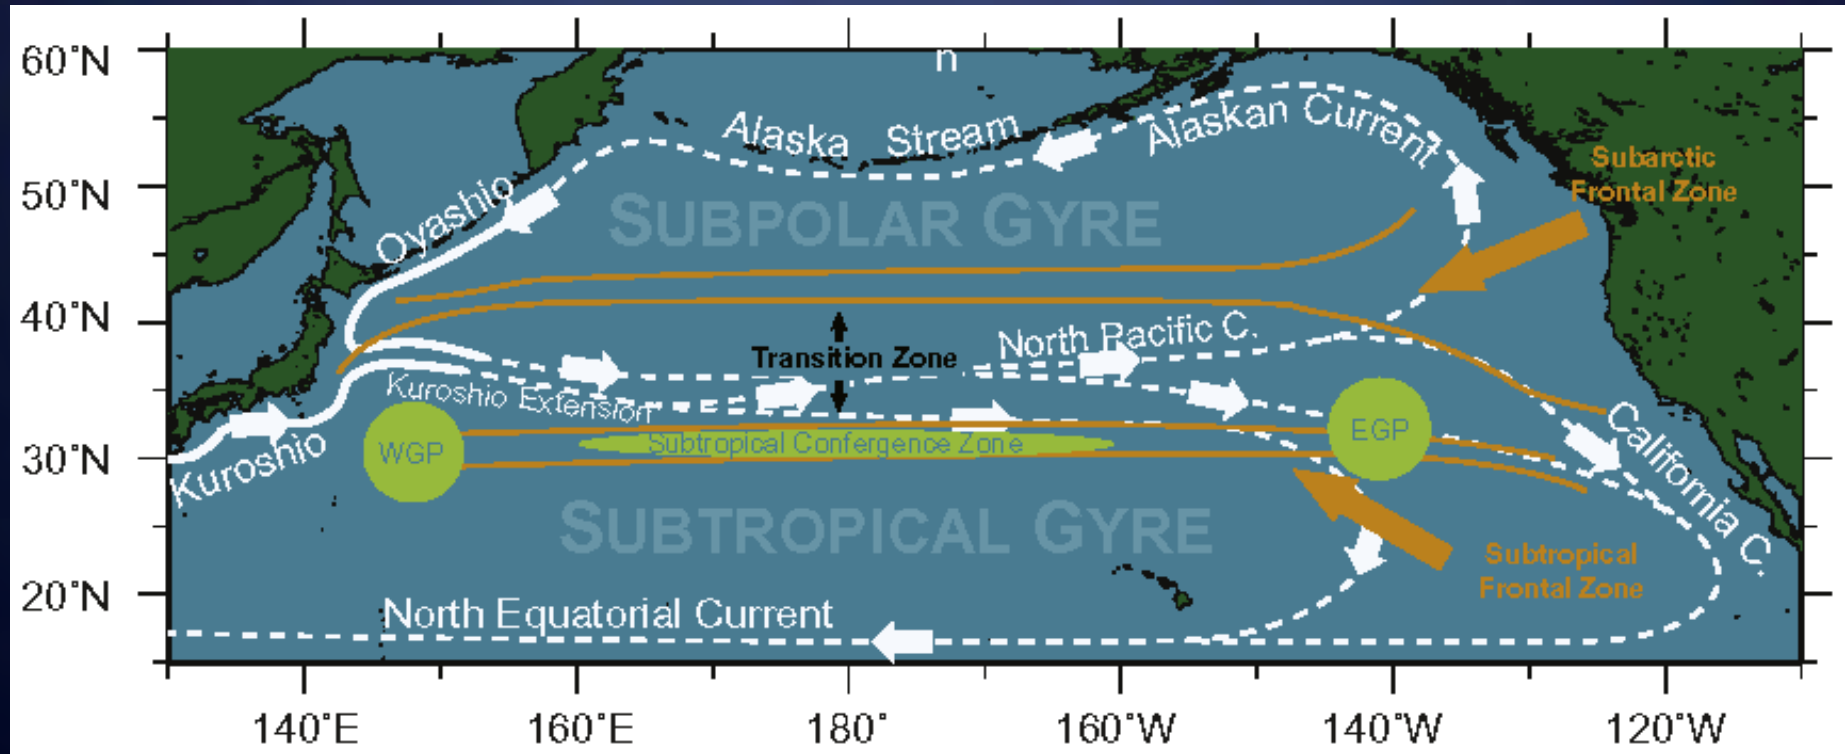 60°N
50°N
40°N
30°N
20°N
n
Alaska Stream
Alaskan Current
Subarctic
Frontal Zone
Oyashio
SUBPOLAR GYRE
North Pacific C.
Transition Zone
Kuroshio Extension
Kuroshio
WGP
Subtropical Confergence Zone
EGP
California C.
SUBTROPICAL GYRE
Subtropical
Frontal Zone
North Equatorial Current
140°E
160°E
180°
160°W
140°W
120°W